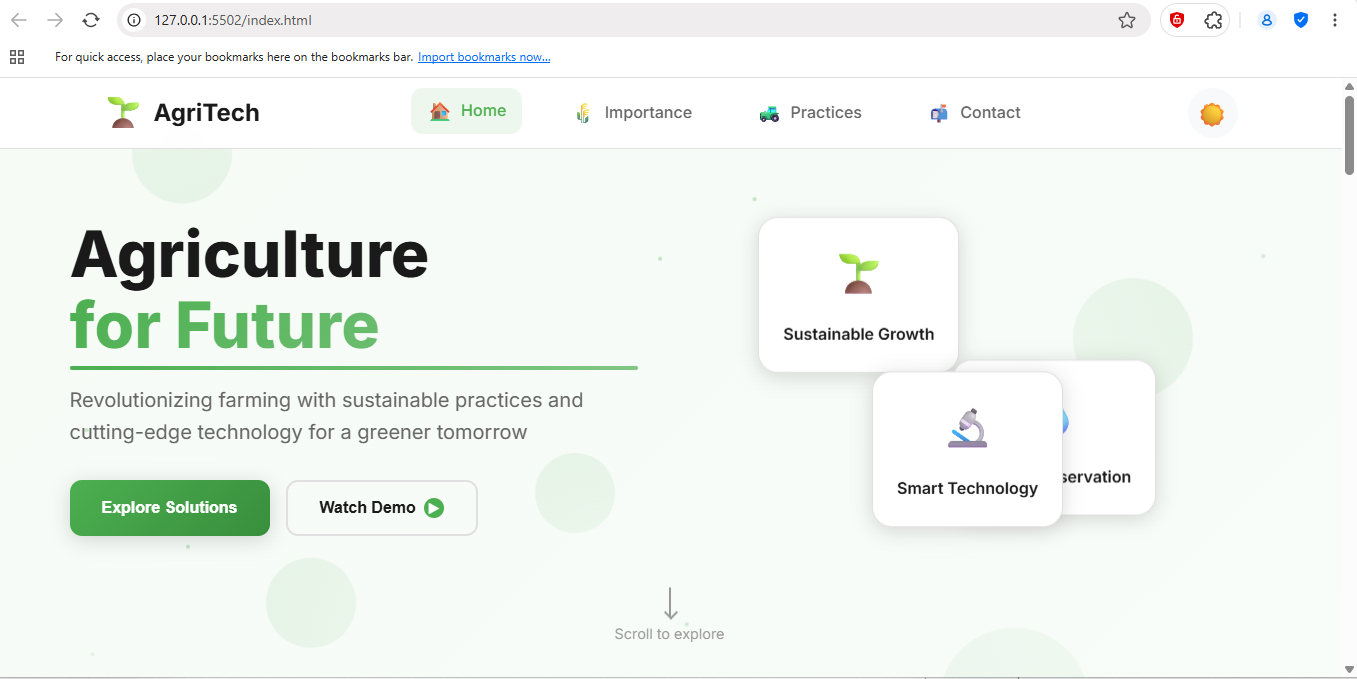 127.0.0.1:5502/index.html
For quick access, place your bookmarks here on the bookmarks bar. Import bookmarks now...
AgriTech
Home
Importance
Practices
Contact
Agriculture
for Future
Revolutionizing farming with sustainable practices and
cutting-edge technology for a greener tomorrow
Explore Solutions
Watch Demo
Sustainable Growth
Smart Technology
servation
Scroll to explore